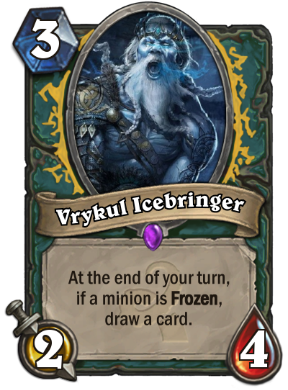 3
Vrykul Icebringer
At the end of your turn,
if a minion is Frozen,
draw a card.
2
4